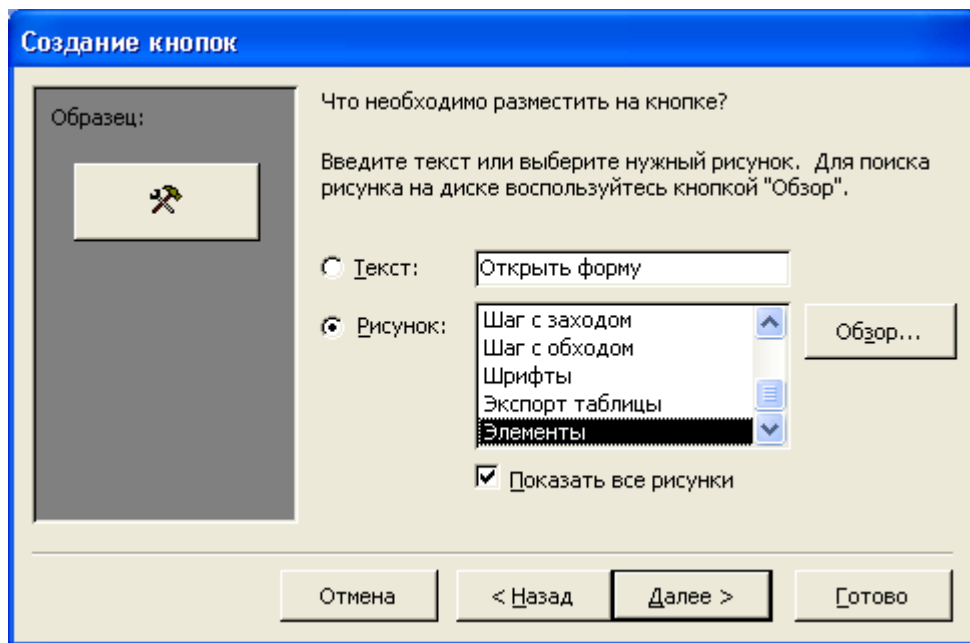 Создание кнопок
Образец:
Что необходимо разместить на кнопке?
Введите текст или выберите нужный рисунок. Для поиска
рисунка на диске воспользуйтесь кнопкой "Обзор".
Текст:
Открыть форму
Рисунок:
Шаг с заходом
Шаг с обходом
Шрифты
Экспорт таблицы
Элементы
Обзор...
Показать все рисунки
Отмена
< Назад
Далее >
Готово